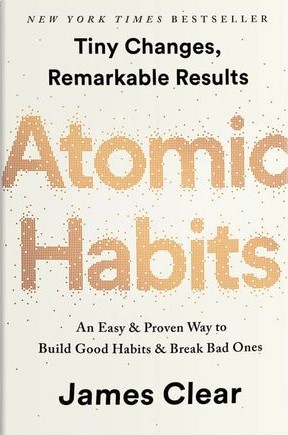 NEW YORK TIMES BESTSELLER
Tiny Changes,
Remarkable Results
Atomic
Habits
An Easy & Proven Way to
Build Good Habits & Break Bad Ones
James Clear